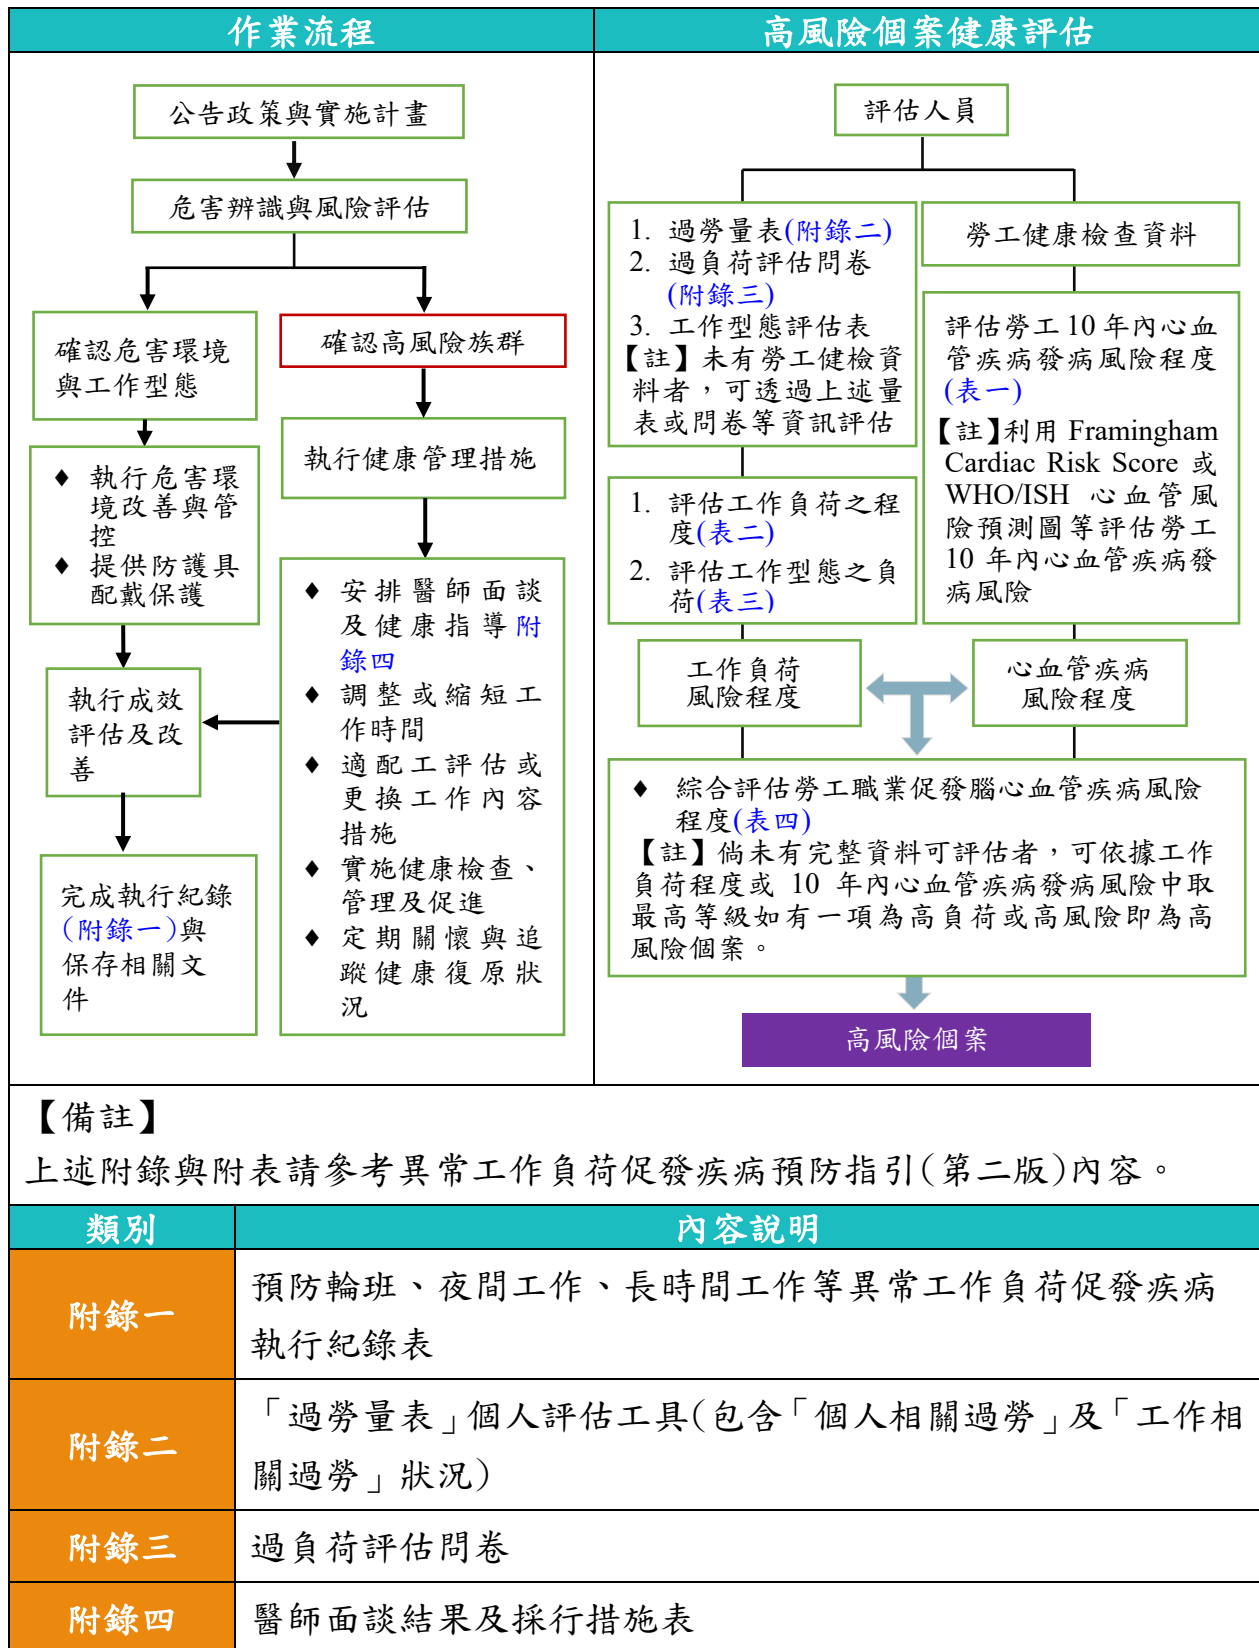 作業流程
高風險個案健康評估
公告政策與實施計畫
危害辨識與風險評估
確認危害環境
與工作型態
確認高風險族群
◆ 執行危害環
境改善與管
控
◆ 提供防護具
配戴保護
執行健康管理措施
◆ 安排醫師面談
及健康指導附
錄四
◆ 調整或縮短工
作時間
◆ 適配工評估或
更換工作內容
措施
◆ 實施健康檢查、
管理及促進
◆ 定期關懷與追
蹤健康復原狀
況
執行成效
評估及改
善
完成執行紀錄
(附錄一)與
保存相關文
件
評估人員
1. 過勞量表(附錄二)
2. 過負荷評估問卷
(附錄三)
3. 工作型態評估表
【註】未有勞工健檢資
料者，可透過上述量
表或問卷等資訊評估
勞工健康檢查資料
1. 評估工作負荷之程
度(表二)
2. 評估工作型態之負
荷(表三)
評估勞工10年內心血
管疾病發病風險程度
(表一)
【註】利用 Framingham
Cardiac Risk Score 或
WHO/ISH 心血管風
險預測圖等評估勞工
10 年內心血管疾病發
病風險
工作負荷
風險程度
心血管疾病
風險程度
◆ 綜合評估勞工職業促發腦心血管疾病風險
程度(表四)
【註】倘未有完整資料可評估者，可依據工作
負荷程度或 10 年內心血管疾病發病風險中取
最高等級如有一項為高負荷或高風險即為高
風險個案。
高風險個案
【備註】
上述附錄與附表請參考異常工作負荷促發疾病預防指引(第二版)內容。
類別 內容說明
附錄一 預防輪班、夜間工作、長時間工作等異常工作負荷促發疾病
執行紀錄表
附錄二 「過勞量表」個人評估工具(包含「個人相關過勞」及「工作相
關過勞」狀況)
附錄三 過負荷評估問卷
附錄四 醫師面談結果及採行措施表